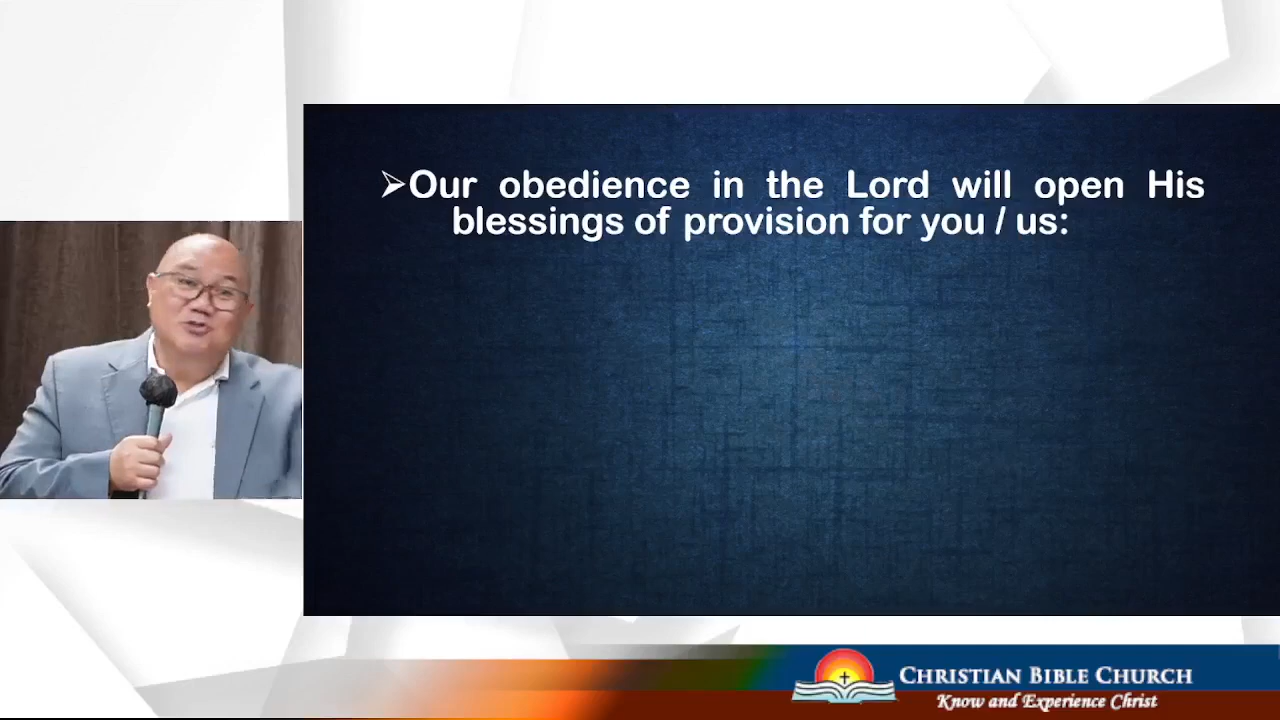 ➢Our obedience in the Lord will open His
blessings of provision for you / us:
CHRISTIAN BIBLE CHURCH
Know and Experience Christ